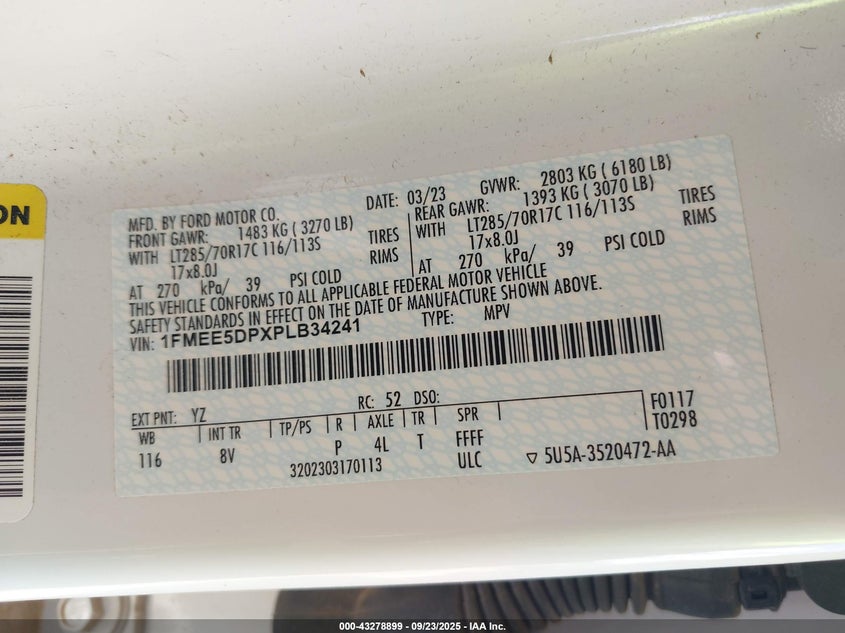 ON
MFD. BY FORD MOTOR CO.
DATE: 03/23 GVWR: 2803 KG ( 6180 LB)
FRONT GAWR: 1483 KG ( 3270 LB)
WITH LT285/70R17C 116/113S TIRES
17x8.0J RIMS
AT 270 kPa/ 39 PSI COLD
REAR GAWR: 1393 KG ( 3070 LB)
WITH LT285/70R17C 116/113S TIRES
17x8.0J RIMS
AT 270 kPa/ 39 PSI COLD
THIS VEHICLE CONFORMS TO ALL APPLICABLE FEDERAL MOTOR VEHICLE
SAFETY STANDARDS IN EFFECT ON THE DATE OF MANUFACTURE SHOWN ABOVE.
VIN: 1FMEE5DPXPLB34241 TYPE: MPV
EXT PNT: YZ RC: 52 DSO:
WB INT TR TP/PS R AXLE TR SPR F0117
116 8V P 4L T FFFF T0298
3202303170113 ULC ▽ 5U5A-3520472-AA
000-43278899 - 09/23/2025 - IAA Inc.